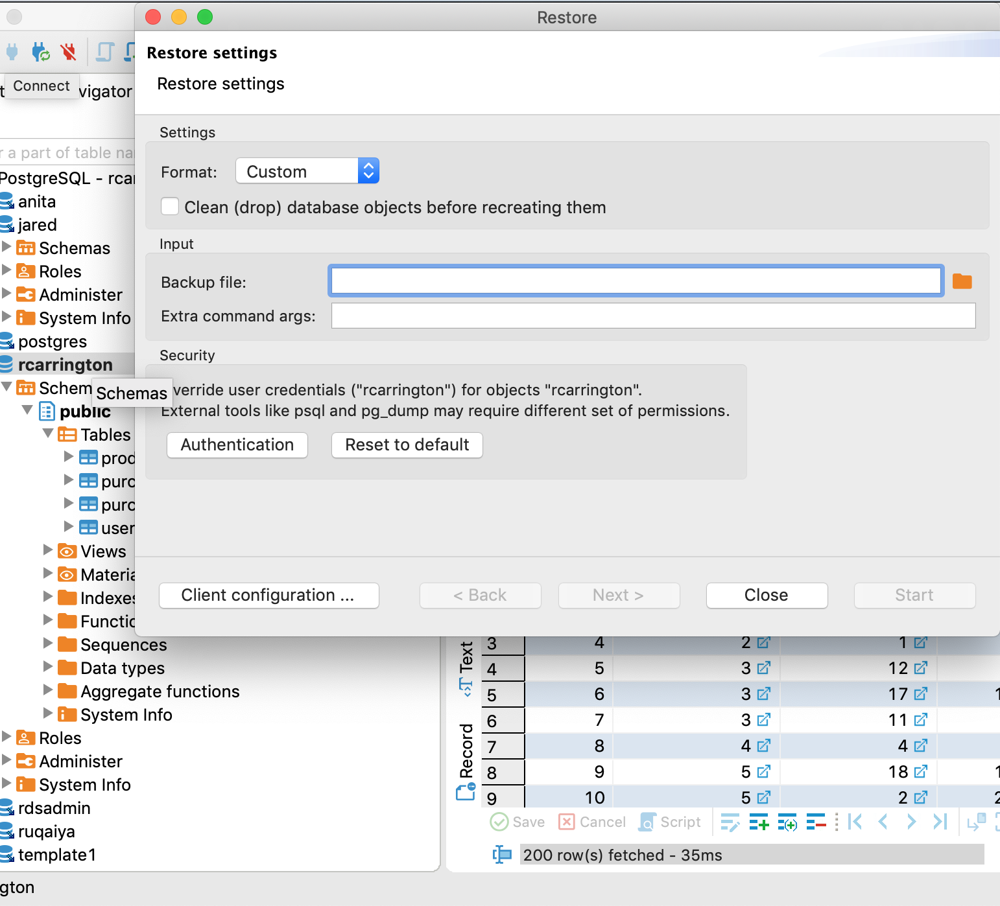 Restore
Restore settings
Restore settings
Connect
vigator
r a part of table na
Settings
Format: Custom
Clean (drop) database objects before recreating them
Input
Backup file:
Extra command args:
Security
verride user credentials ("rcarrington") for objects "rcarrington".
External tools like psql and pg_dump may require different set of permissions.
Authentication Reset to default
Client configuration ... < Back Next > Close Start
PostgreSQL - rcar
anita
jared
Schemas
Roles
Administer
System Info
postgres
rcarrington
Schem
Schemas
public
Tables
prod
purc
purc
user
Views
Materia
Indexes
Functio
Sequences
Data types
Aggregate functions
System Info
Roles
Administer
System Info
rdsadmin
ruqaiya
template1
gton
Text
Record
3 4 2 1
4 5 3 12
5 6 3 17 1
6 7 3 11
7 8 4 4
8 9 5 18 1
9 10 5 2 2
Save Cancel Script
200 row(s) fetched - 35ms